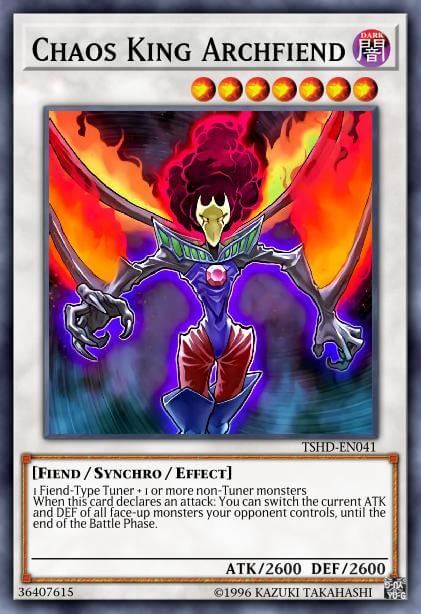 CHAOS KING ARCHFIEND
DARK
闇
TSHD-EN041
[FIEND / SYNCHRO / EFFECT]
1 Fiend-Type Tuner + 1 or more non-Tuner monsters
When this card declares an attack: You can switch the current ATK
and DEF of all face-up monsters your opponent controls, until the
end of the Battle Phase.
ATK/2600 DEF/2600
36407615
©1996 KAZUKI TAKAHASHI